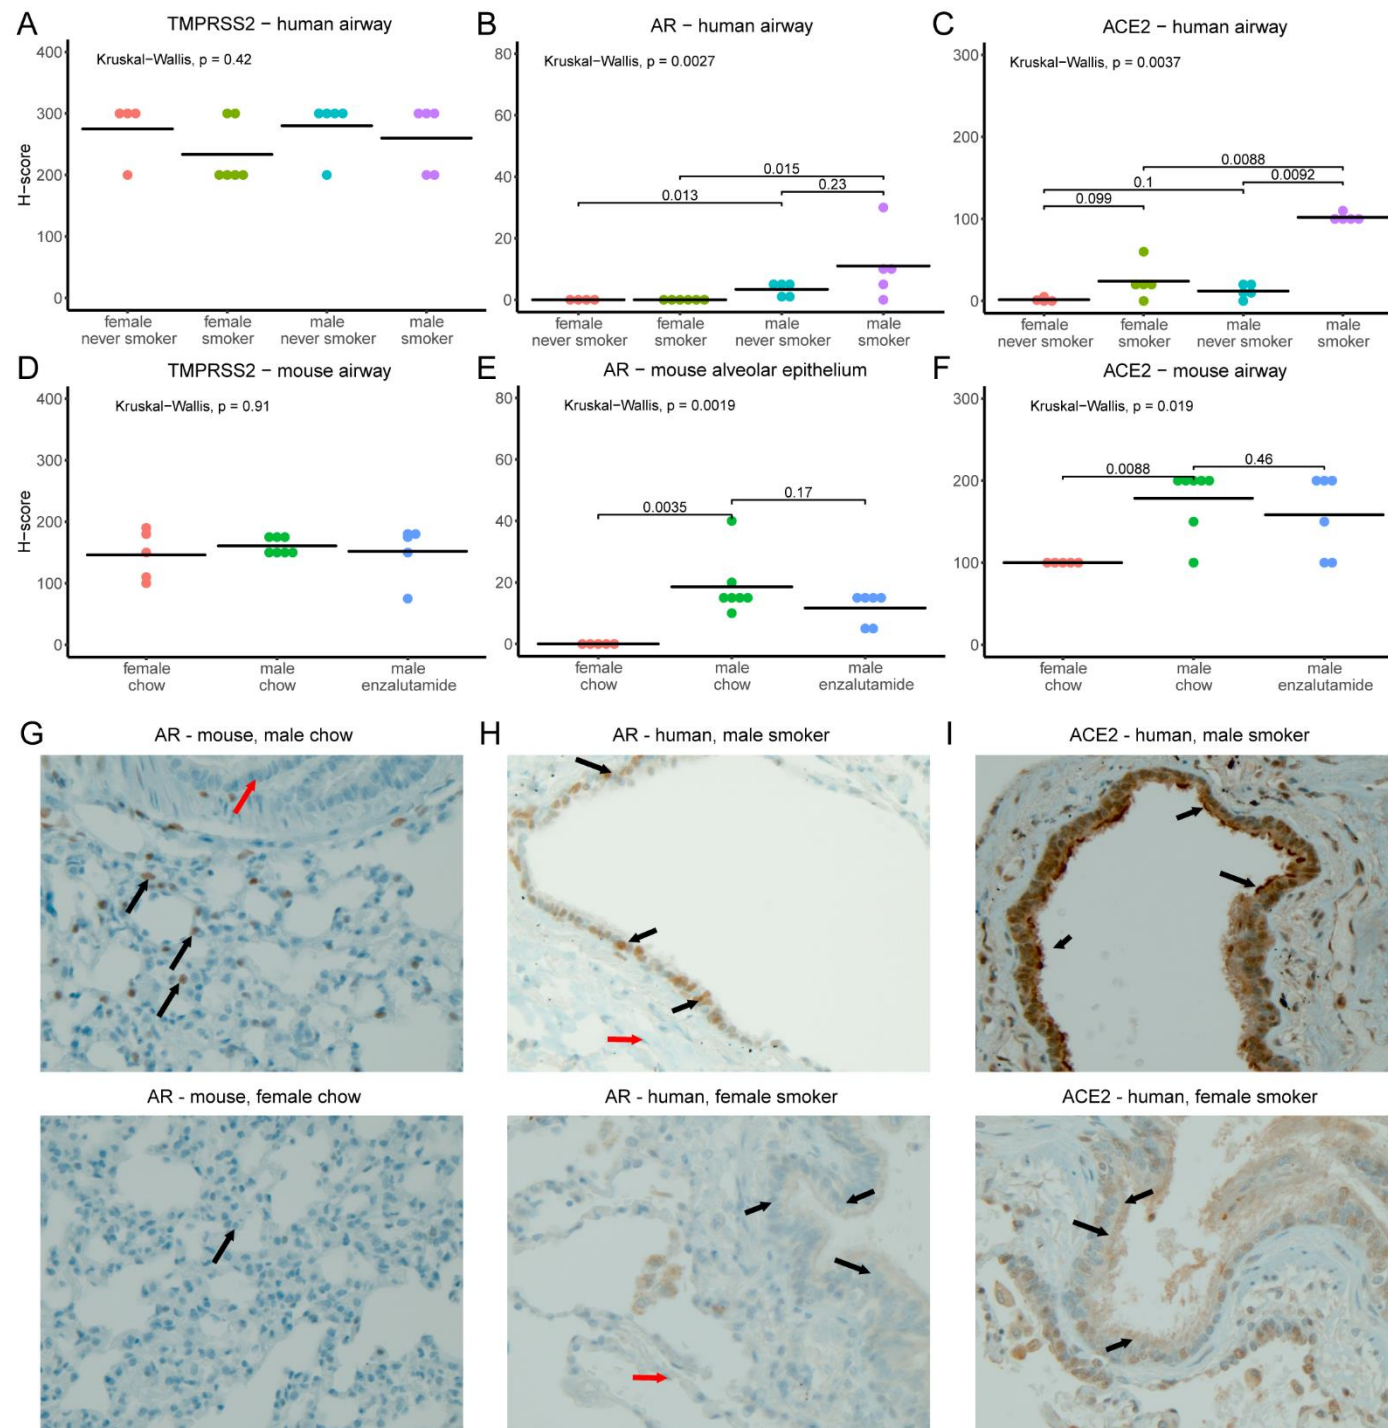 A
TMPRSS2 − human airway
Kruskal−Wallis, p = 0.42
H−score
400
300
200
100
0
female never smoker
female smoker
male never smoker
male smoker
B
AR − human airway
Kruskal−Wallis, p = 0.0027
80
60
40
20
0
0.015
0.23
0.013
female never smoker
female smoker
male never smoker
male smoker
C
ACE2 − human airway
Kruskal−Wallis, p = 0.0037
300
200
100
0
0.0088
0.0092
0.1
0.099
female never smoker
female smoker
male never smoker
male smoker
D
TMPRSS2 − mouse airway
Kruskal−Wallis, p = 0.91
H−score
400
300
200
100
0
female chow
male chow
male enzalutamide
E
AR − mouse alveolar epithelium
Kruskal−Wallis, p = 0.0019
80
60
40
20
0
0.17
0.0035
female chow
male chow
male enzalutamide
F
ACE2 − mouse airway
Kruskal−Wallis, p = 0.019
300
200
100
0
0.46
0.0088
female chow
male chow
male enzalutamide
G
AR - mouse, male chow
H
AR - human, male smoker
I
ACE2 - human, male smoker
AR - mouse, female chow
AR - human, female smoker
ACE2 - human, female smoker